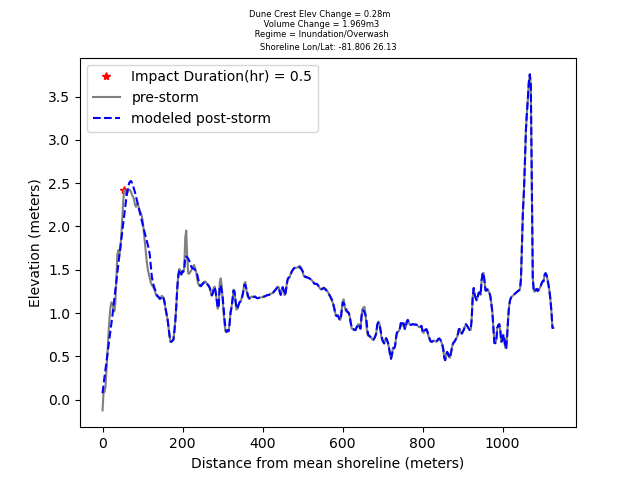 Dune Crest Elev Change = 0.28m
Volume Change = 1.969m3
Regime = Inundation/Overwash
Shoreline Lon/Lat: -81.806 26.13
Impact Duration(hr) = 0.5
pre-storm
modeled post-storm
Elevation (meters)
3.5
3.0
2.5
2.0
1.5
1.0
0.5
0.0
0 200 400 600 800 1000
Distance from mean shoreline (meters)